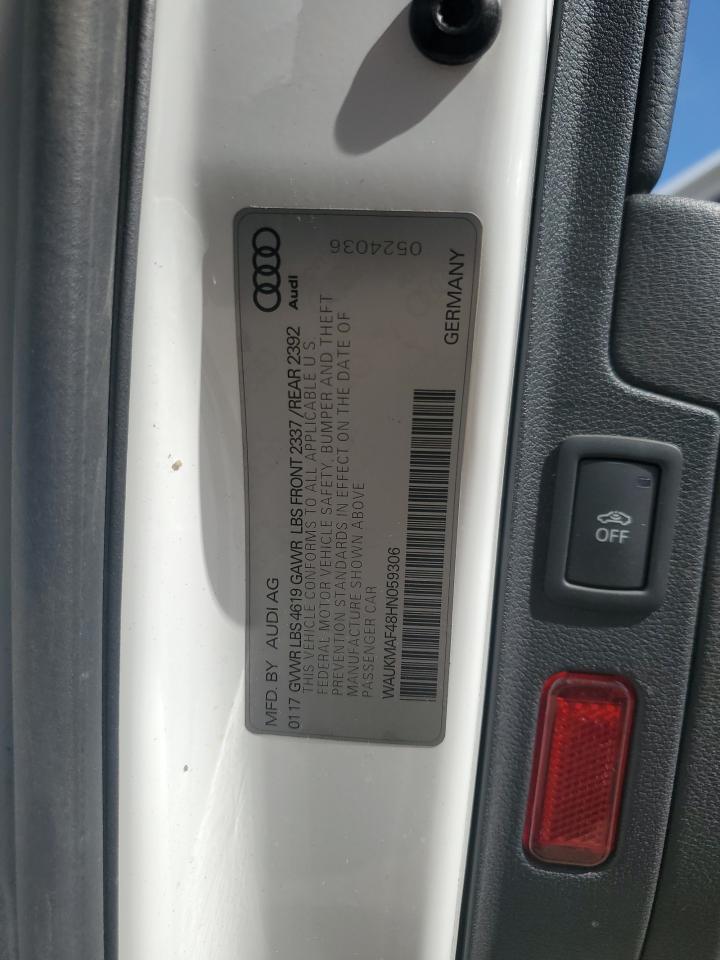 MFD. BY AUDI AG
Audi
0117 GVWR LBS 4619 GAWR LBS FRONT 2337 / REAR 2392
THIS VEHICLE CONFORMS TO ALL APPLICABLE U S.
FEDERAL MOTOR VEHICLE SAFETY, BUMPER AND THEFT
PREVENTION STANDARDS IN EFFECT ON THE DATE OF
MANUFACTURE SHOWN ABOVE
PASSENGER CAR
0524036
WAUKMAF48HN059306
GERMANY
OFF